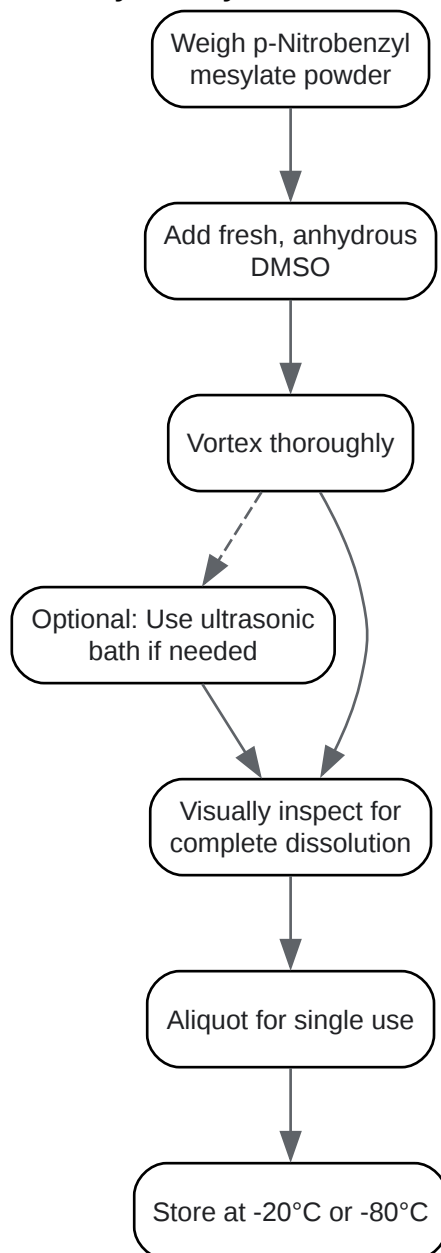 Weigh p-Nitrobenzyl
mesylate powder
Add fresh, anhydrous
DMSO
Vortex thoroughly
Optional: Use ultrasonic
bath if needed
Visually inspect for
complete dissolution
Aliquot for single use
Store at -20°C or -80°C